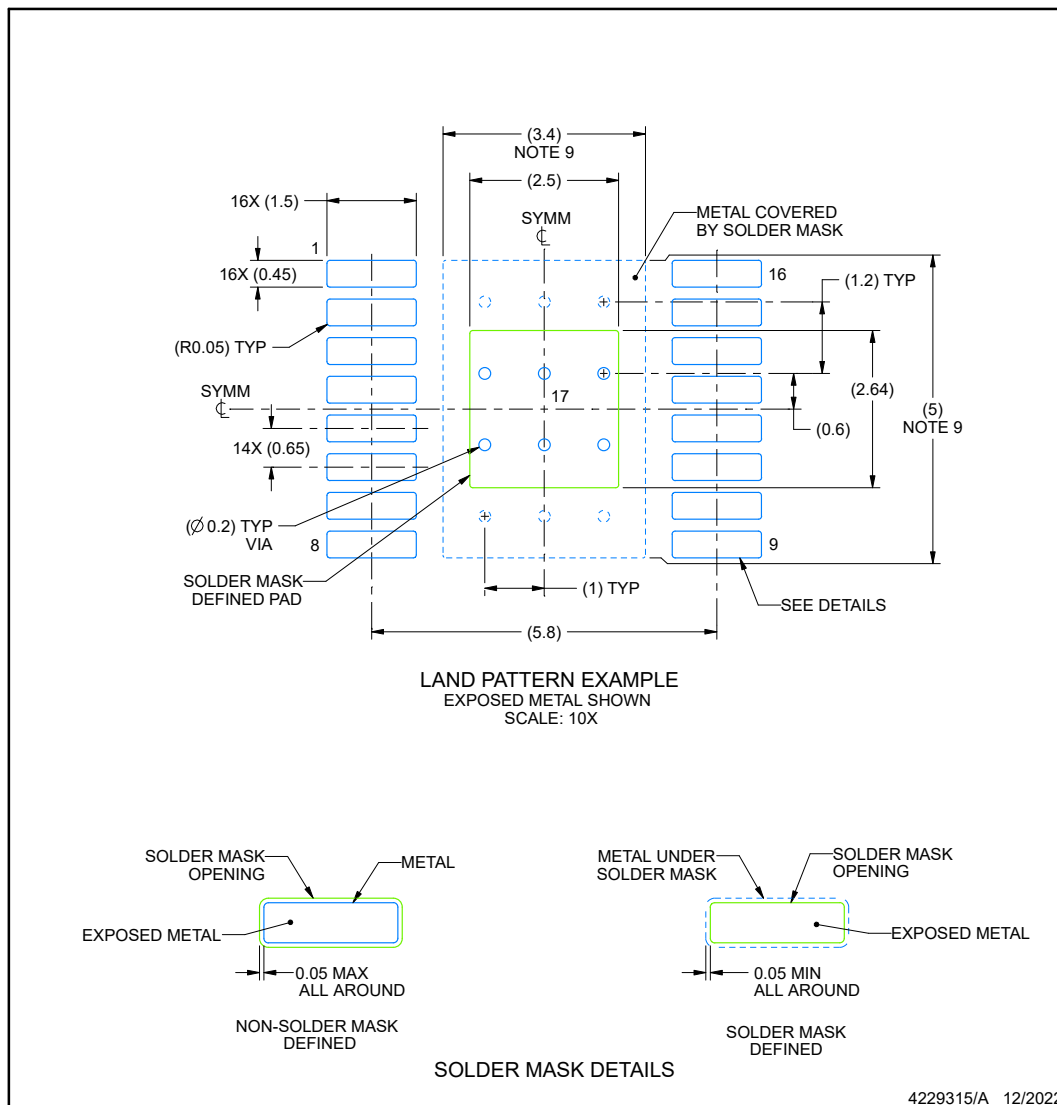 (3.4)
NOTE 9
(2.5)
16X (1.5)
SYMM
METAL COVERED
BY SOLDER MASK
1
16
16X (0.45)
(1.2) TYP
(R0.05) TYP
SYMM
17
(2.64)
(5)
NOTE 9
(0.6)
14X (0.65)
(Ø 0.2) TYP
VIA
8
9
SOLDER MASK
DEFINED PAD
(1) TYP
SEE DETAILS
(5.8)
LAND PATTERN EXAMPLE
EXPOSED METAL SHOWN
SCALE: 10X
SOLDER MASK
OPENING
METAL
EXPOSED METAL
0.05 MAX
ALL AROUND
NON-SOLDER MASK
DEFINED
METAL UNDER
SOLDER MASK
SOLDER MASK
OPENING
EXPOSED METAL
0.05 MIN
ALL AROUND
SOLDER MASK
DEFINED
SOLDER MASK DETAILS
4229315/A 12/2022